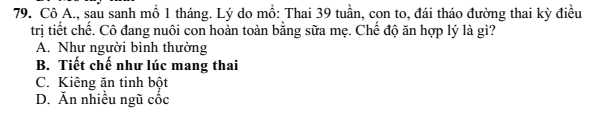 79. Cô A., sau sanh mổ 1 tháng. Lý do mổ: Thai 39 tuần, con to, đái tháo đường thai kỳ điều
trị tiết chế. Cô đang nuôi con hoàn toàn bằng sữa mẹ. Chế độ ăn hợp lý là gì?
A. Như người bình thường
B. Tiết chế như lúc mang thai
C. Kiêng ăn tinh bột
D. Ăn nhiều ngũ cốc